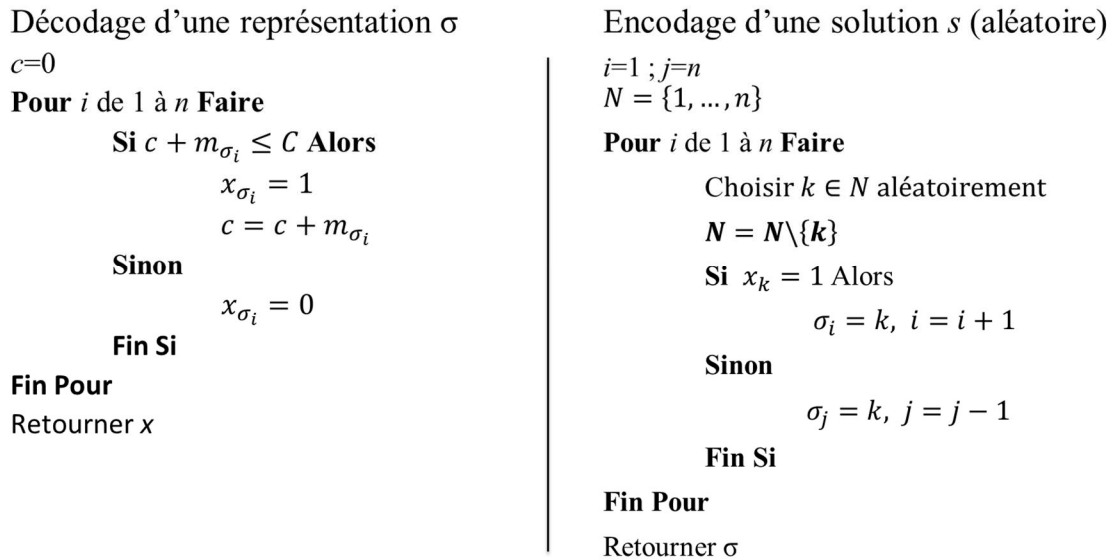 Décodage d'une représentation σ
c=0
Pour i de 1 à n Faire
Si c + m_{σ_i} ≤ C Alors
x_{σ_i} = 1
c = c + m_{σ_i}
Sinon
x_{σ_i} = 0
Fin Si
Fin Pour
Retourner x
Encodage d'une solution s (aléatoire)
i=1 ; j=n
N = {1, …, n}
Pour i de 1 à n Faire
Choisir k ∈ N aléatoirement
N = N\{k}
Si x_k = 1 Alors
σ_i = k, i = i + 1
Sinon
σ_j = k, j = j − 1
Fin Si
Fin Pour
Retourner σ